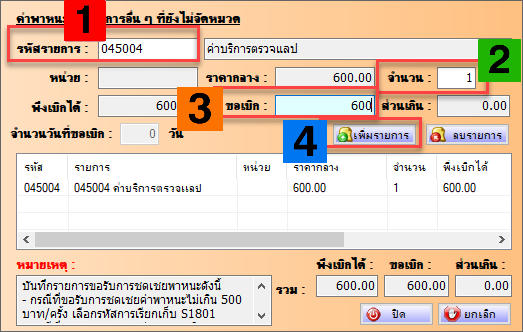 ค่าพาหนะ การอื่น ๆ ที่ยังไม่จัดหมวด
1
รหัสรายการ : 045004 ค่าบริการตรวจแลป
2
หน่วย : ราคากลาง : 600.00 จำนวน : 1
3
พึงเบิกได้ : 600 ขอเบิก : 600 ส่วนเกิน : 0.00
4
จำนวนวันที่ขอเบิก : 0 วัน เพิ่มรายการ ลบรายการ
รหัส รายการ หน่วย ราคากลาง จำนวน พึงเบิกได้
045004 045004 ค่าบริการตรวจแลป 600.00 1 600.00
หมายเหตุ : พึงเบิกได้ : ขอเบิก : ส่วนเกิน :
บันทึกรายการขอรับการชดเชยพาหนะดังนี้
รวม : 600.00 600.00 0.00
- กรณีที่ขอรับการชดเชยค่าพาหนะไม่เกิน 500
บาท/ครั้ง เลือกรหัสการเรียกเก็บ S1801
ปิด ยกเลิก